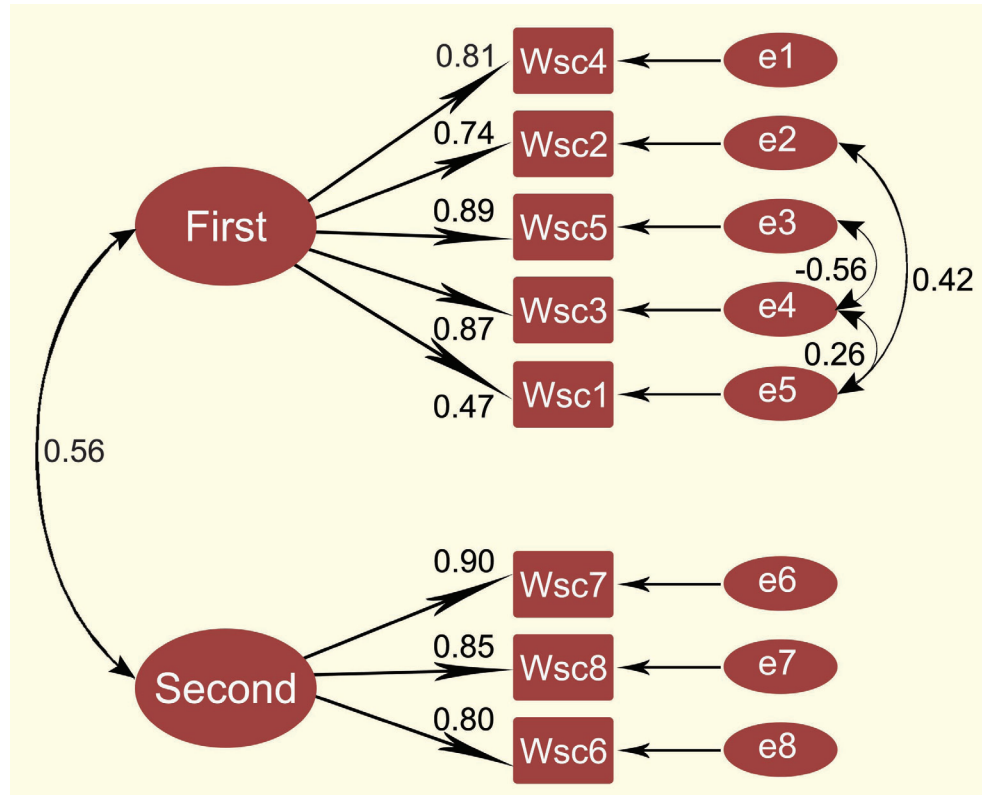 0.81 Wsc4 e1
0.74 Wsc2 e2
First 0.89 Wsc5 e3
-0.56 0.42
Wsc3 e4
0.87
0.26
Wsc1 e5
0.47
0.56
0.90 Wsc7 e6
0.85 Wsc8 e7
Second
0.80 Wsc6 e8